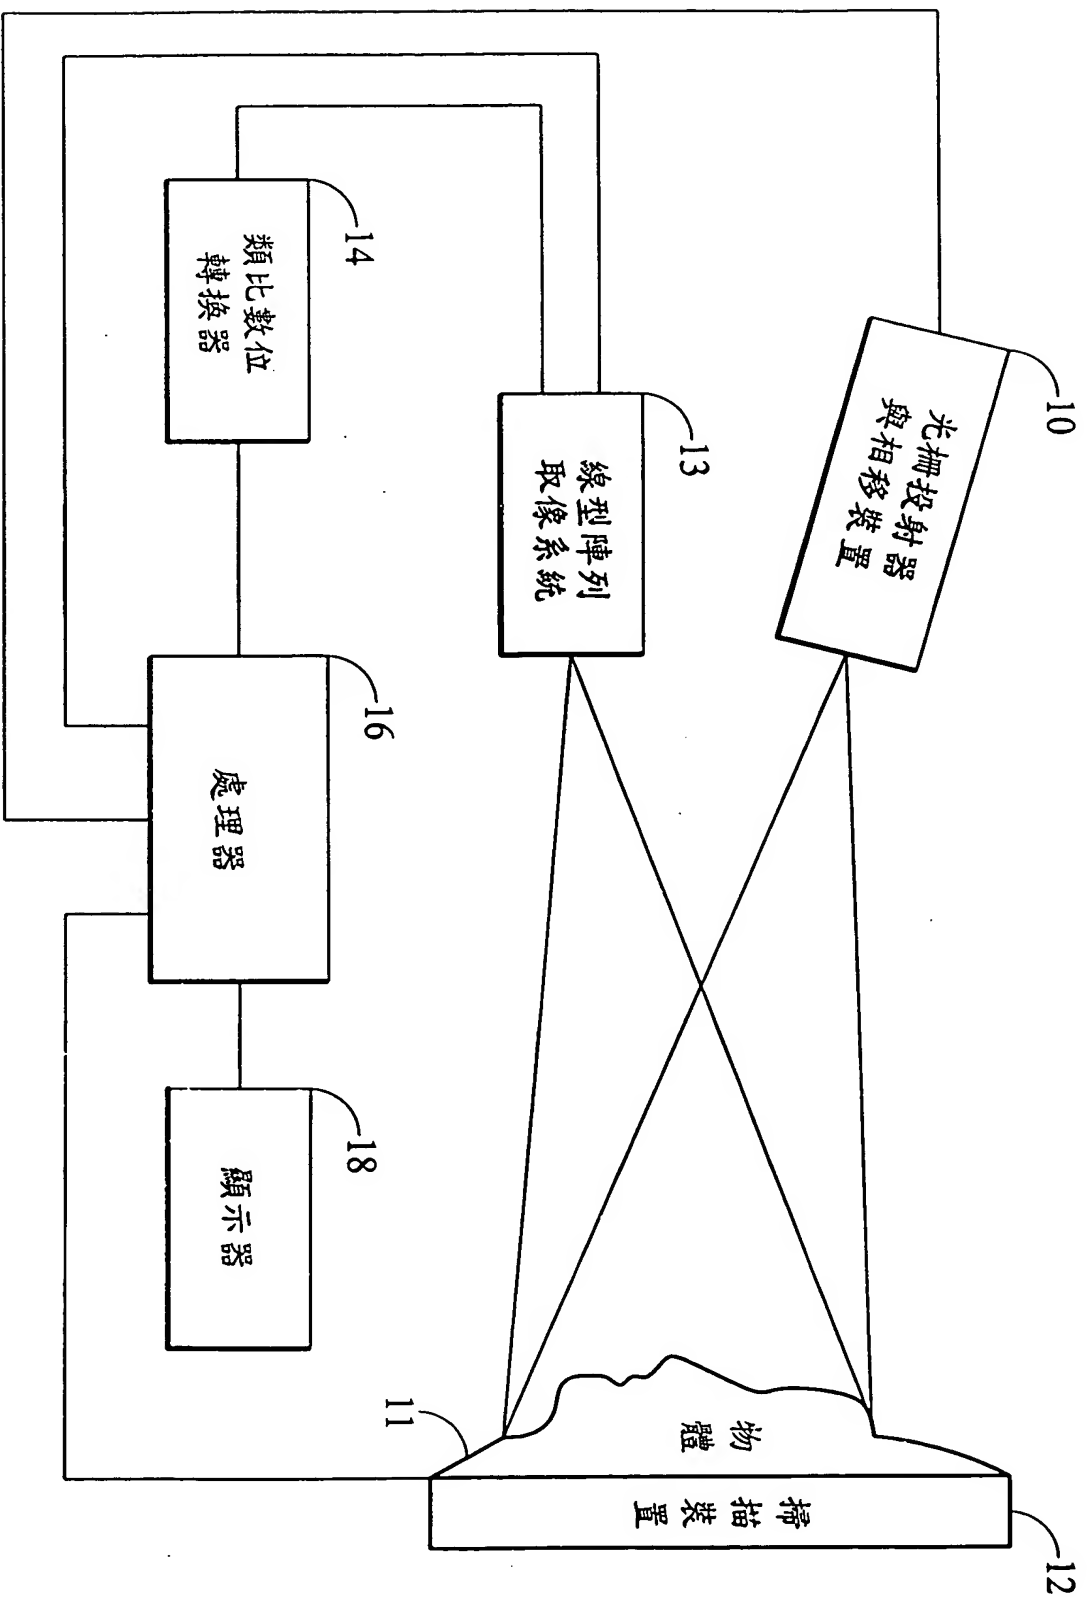 10
12
光柵投射器
與相移裝置
掃描裝置
物體
13
線型陣列
取像系統
11
14
16
18
類比數位
轉換器
處理器
顯示器